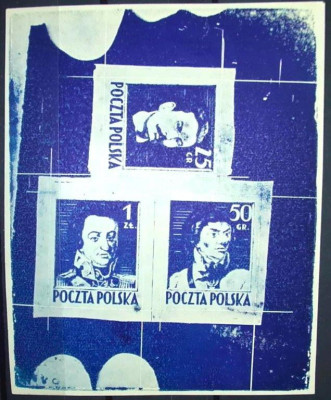 POCZTA POLSKA
15
GR
1
ZŁ.
POCZTA POLSKA
50
GR.
POCZTA POLSKA